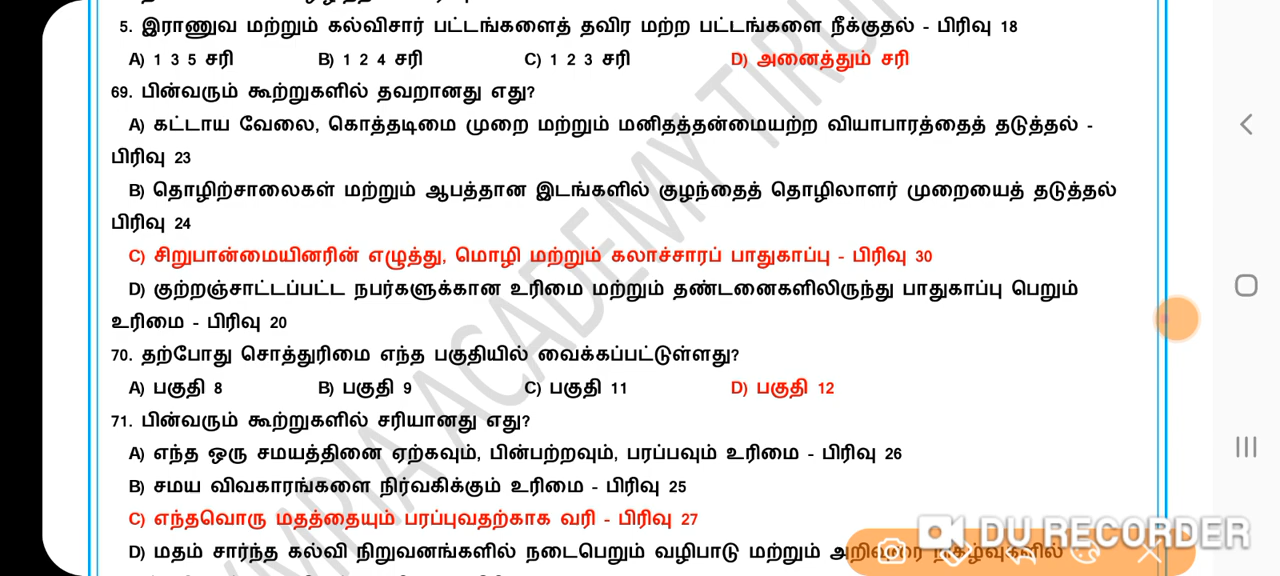 5. இராணுவ மற்றும் கல்விசார் பட்டங்களைத் தவிர மற்ற பட்டங்களை நீக்குதல் - பிரிவு 18
A) 1 3 5 சரி B) 1 2 4 சரி C) 1 2 3 சரி D) அனைத்தும் சரி
69. பின்வரும் கூற்றுகளில் தவறானது எது?
A) கட்டாய வேலை, கொத்தடிமை முறை மற்றும் மனிதத்தன்மையற்ற வியாபாரத்தைத் தடுத்தல் -
பிரிவு 23
B) தொழிற்சாலைகள் மற்றும் ஆபத்தான இடங்களில் குழந்தைத் தொழிலாளர் முறையைத் தடுத்தல்
பிரிவு 24
C) சிறுபான்மையினரின் எழுத்து, மொழி மற்றும் கலாச்சாரப் பாதுகாப்பு - பிரிவு 30
D) குற்றஞ்சாட்டப்பட்ட நபர்களுக்கான உரிமை மற்றும் தண்டனைகளிலிருந்து பாதுகாப்பு பெறும்
உரிமை - பிரிவு 20
70. தற்போது சொத்துரிமை எந்த பகுதியில் வைக்கப்பட்டுள்ளது?
A) பகுதி 8 B) பகுதி 9 C) பகுதி 11 D) பகுதி 12
71. பின்வரும் கூற்றுகளில் சரியானது எது?
A) எந்த ஒரு சமயத்தினை ஏற்கவும், பின்பற்றவும், பரப்பவும் உரிமை - பிரிவு 26
B) சமய விவகாரங்களை நிர்வகிக்கும் உரிமை - பிரிவு 25
C) எந்தவொரு மதத்தையும் பரப்புவதற்காக வரி - பிரிவு 27
D) மதம் சார்ந்த கல்வி நிறுவனங்களில் நடைபெறும் வழிபாடு மற்றும்
DU RECORDER
ACADEMY